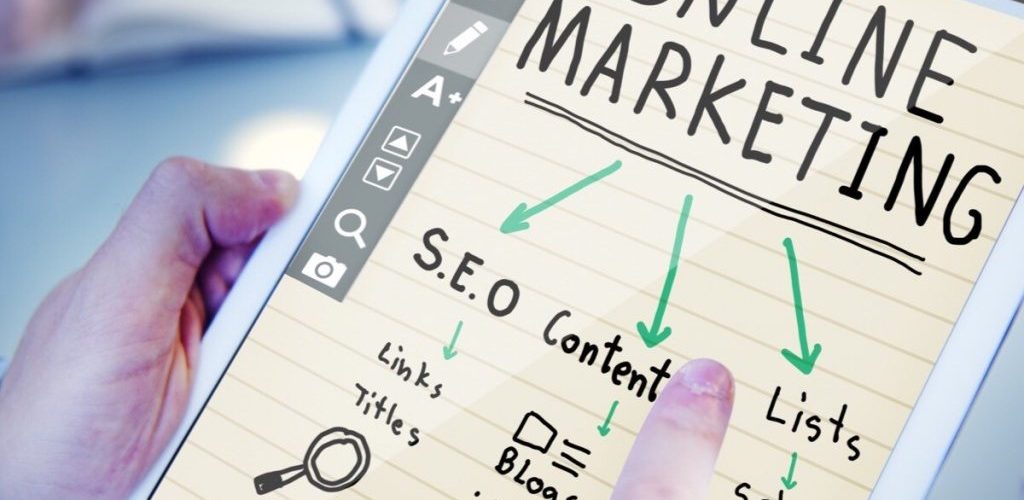 ONLINE
MARKETING
A+
S.E.O
Content
Lists
Links
Titles
Blogs